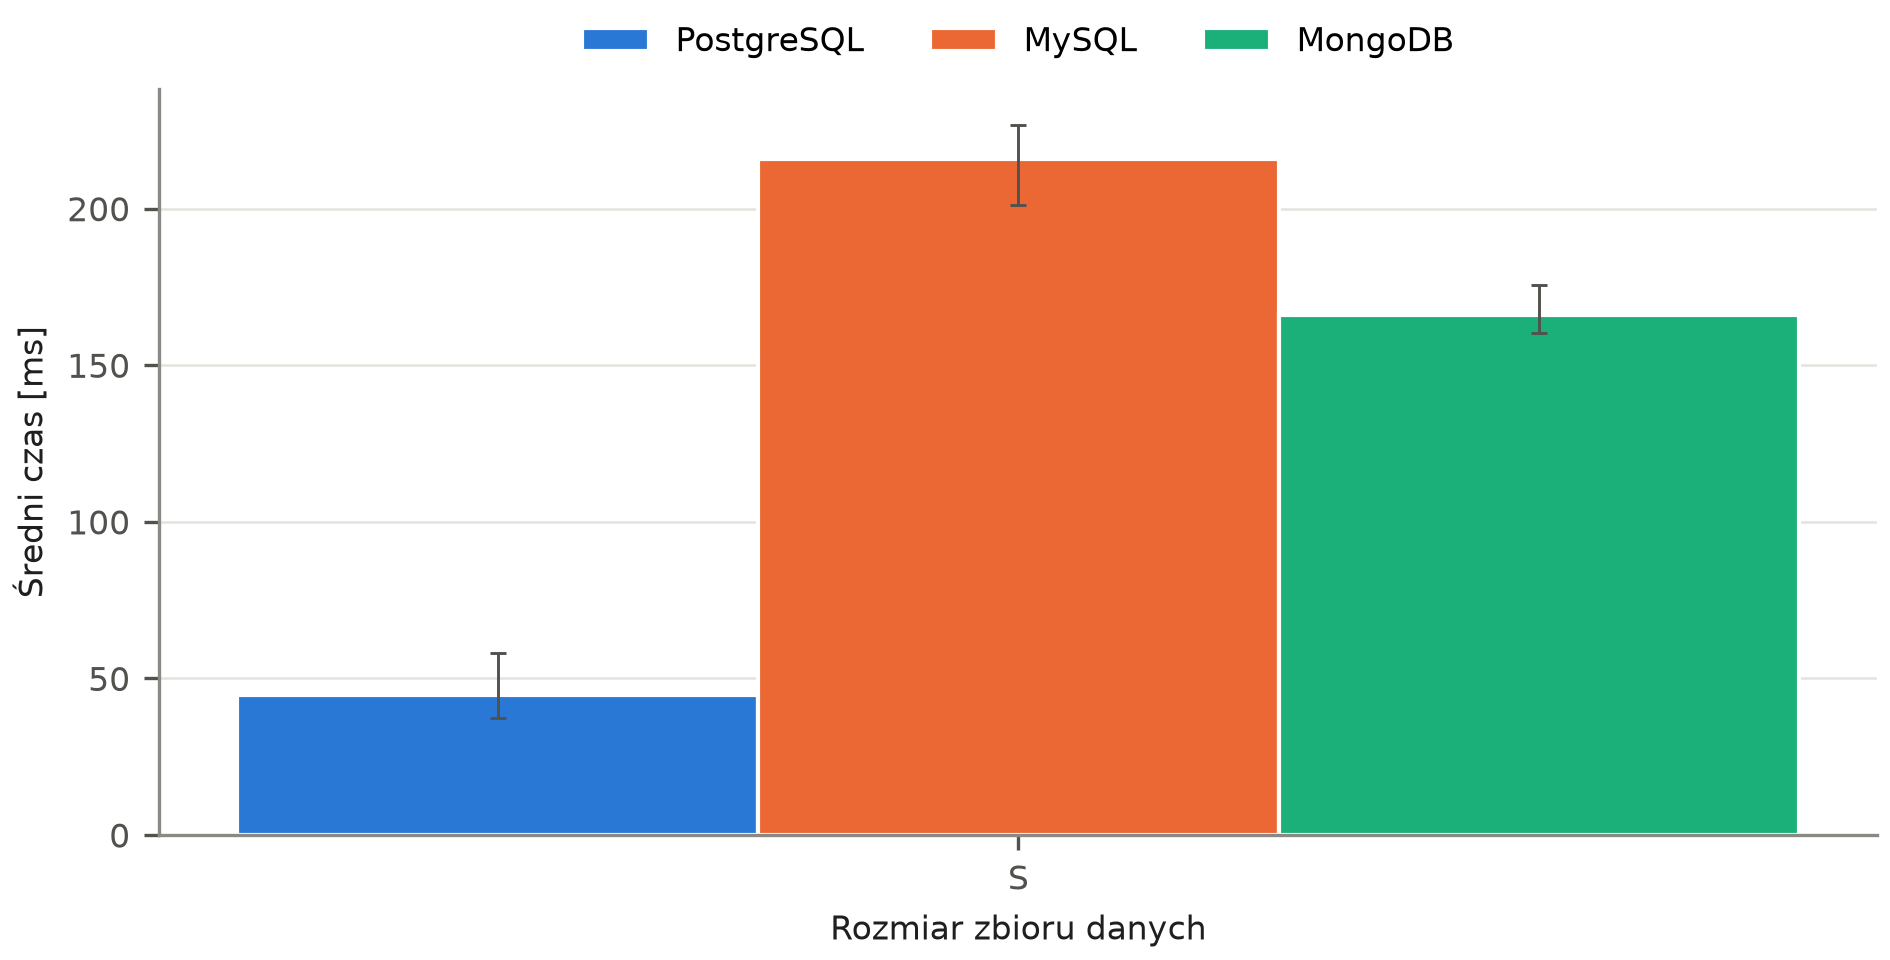 PostgreSQL MySQL MongoDB
Średni czas [ms]
200
150
100
50
0
S
Rozmiar zbioru danych